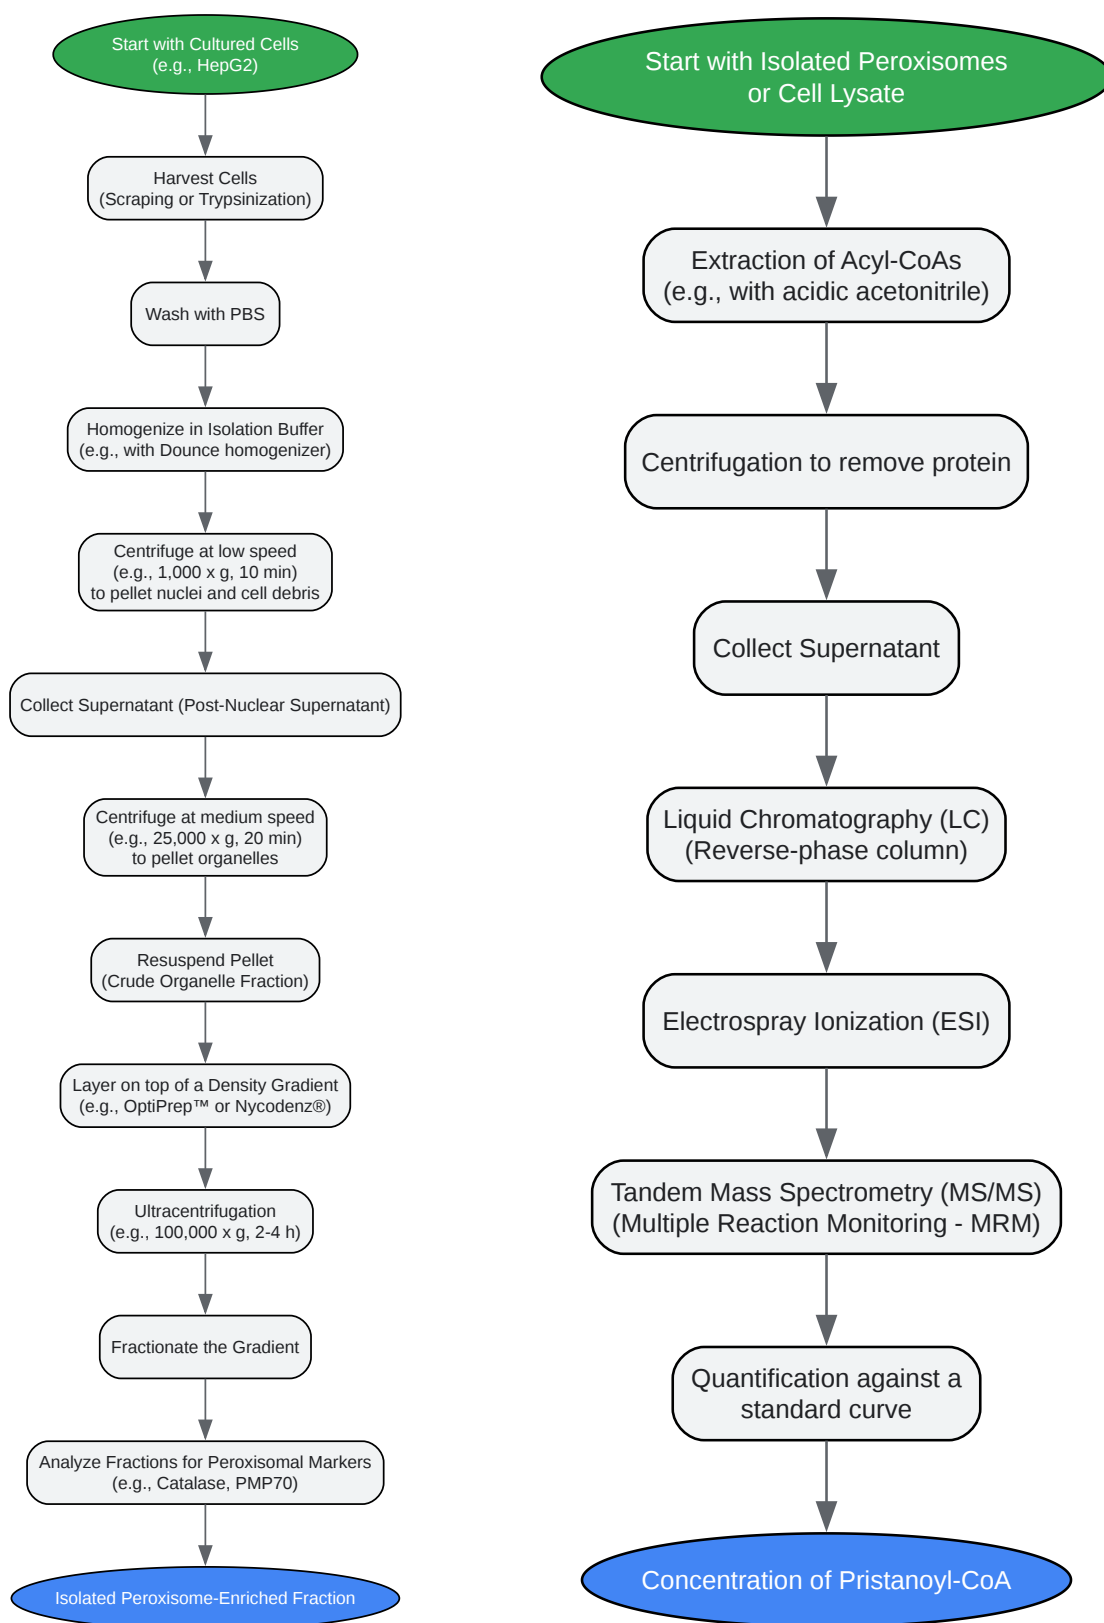 Start with Cultured Cells
(e.g., HepG2)
Harvest Cells
(Scraping or Trypsinization)
Wash with PBS
Homogenize in Isolation Buffer
(e.g., with Dounce homogenizer)
Centrifuge at low speed
(e.g., 1,000 x g, 10 min)
to pellet nuclei and cell debris
Collect Supernatant (Post-Nuclear Supernatant)
Centrifuge at medium speed
(e.g., 25,000 x g, 20 min)
to pellet organelles
Resuspend Pellet
(Crude Organelle Fraction)
Layer on top of a Density Gradient
(e.g., OptiPrep™ or Nycodenz®)
Ultracentrifugation
(e.g., 100,000 x g, 2-4 h)
Fractionate the Gradient
Analyze Fractions for Peroxisomal Markers
(e.g., Catalase, PMP70)
Isolated Peroxisome-Enriched Fraction
Start with Isolated Peroxisomes
or Cell Lysate
Extraction of Acyl-CoAs
(e.g., with acidic acetonitrile)
Centrifugation to remove protein
Collect Supernatant
Liquid Chromatography (LC)
(Reverse-phase column)
Electrospray Ionization (ESI)
Tandem Mass Spectrometry (MS/MS)
(Multiple Reaction Monitoring - MRM)
Quantification against a
standard curve
Concentration of Pristanoyl-CoA